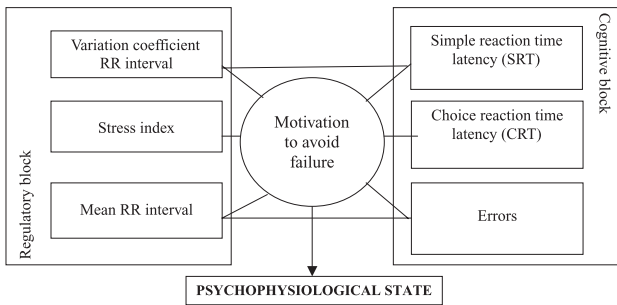 Regulatory block
Variation coefficient
RR interval
Stress index
Mean RR interval
Motivation
to avoid
failure
Simple reaction time
latency (SRT)
Choice reaction time
latency (CRT)
Errors
Cognitive block
PSYCHOPHYSIOLOGICAL STATE